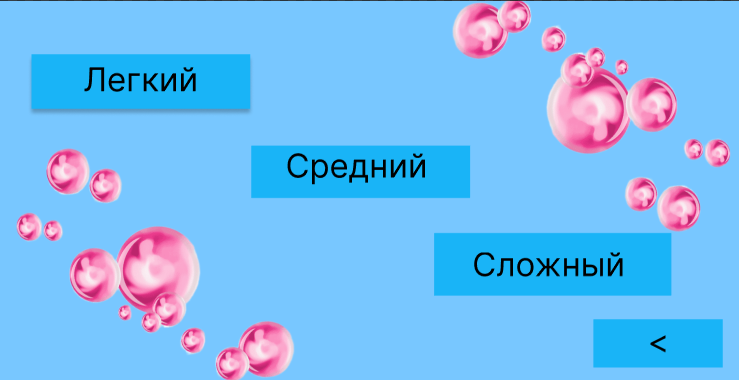 Легкий
Средний
Сложный
<